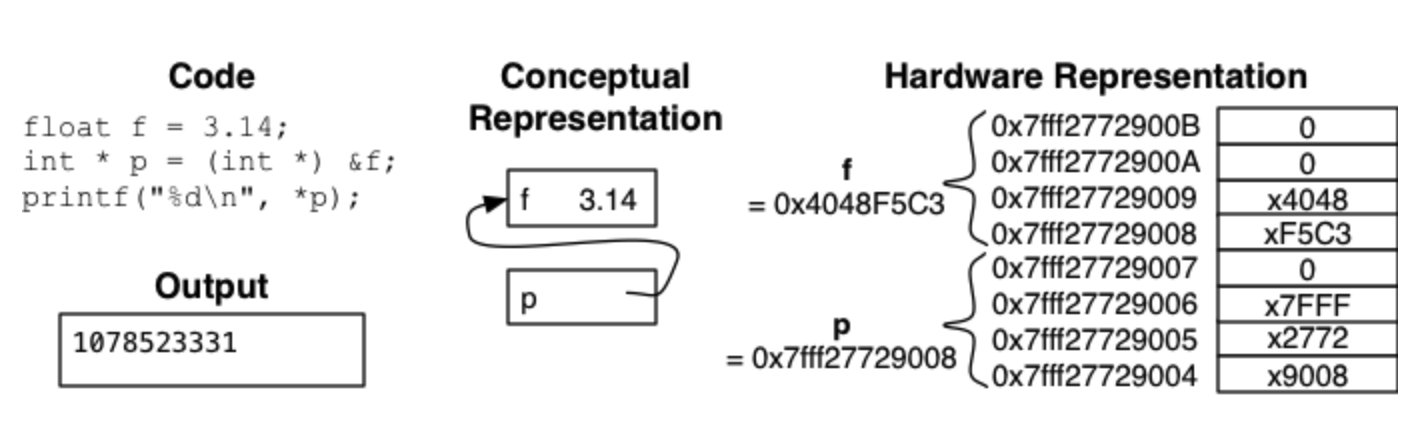 Code
float f = 3.14;
int * p = (int *) &f;
printf("%d\n", *p);
Output
1078523331
Conceptual
Representation
f 3.14
p
Hardware Representation
f
= 0x4048F5C3
0x7fff2772900B 0
0x7fff2772900A 0
0x7fff27729009 x4048
0x7fff27729008 xF5C3
p
= 0x7fff27729008
0x7fff27729007 0
0x7fff27729006 x7FFF
0x7fff27729005 x2772
0x7fff27729004 x9008